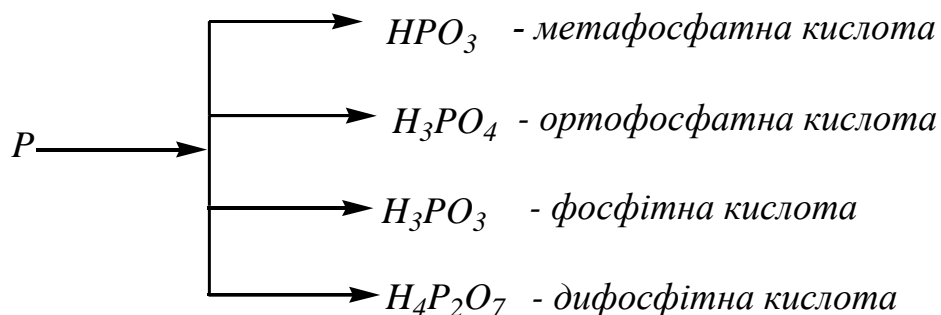 HPO₃ - метафосфатна кислота
H₃PO₄ - ортофосфатна кислота
P
H₃PO₃ - фосфітна кислота
H₄P₂O₇ - дифосфітна кислота